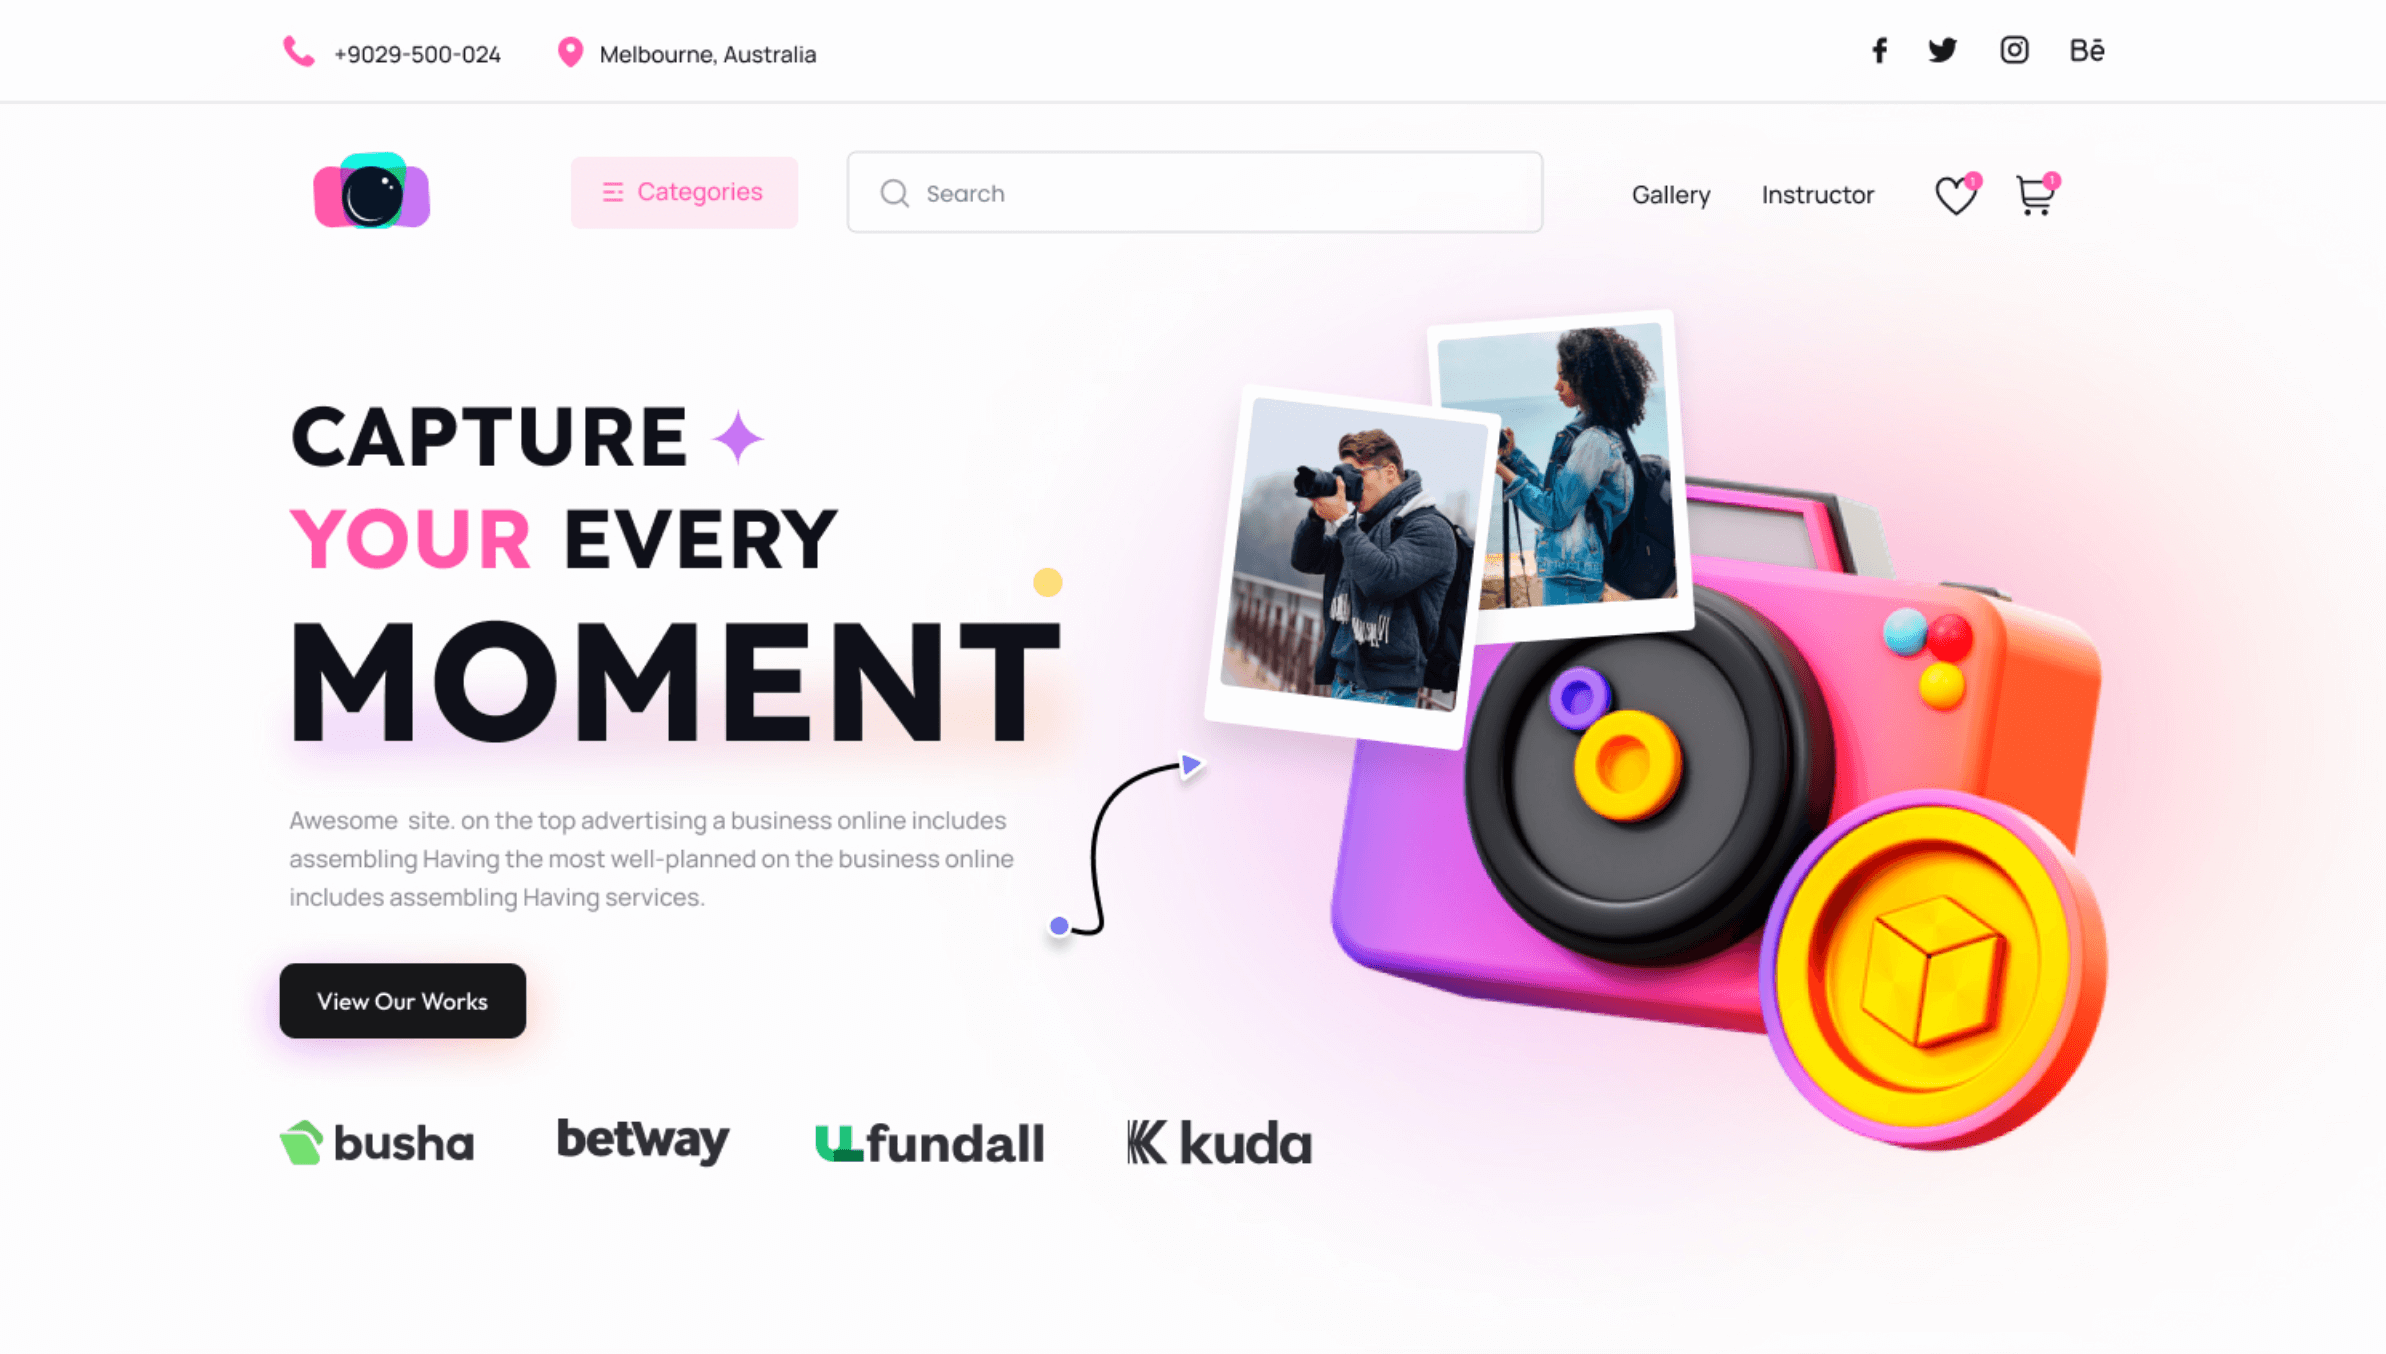 +9029-500-024
Melbourne, Australia
Bē
Categories
Search
Gallery
Instructor
1
1
CAPTURE
YOUR EVERY
MOMENT
Awesome site. on the top advertising a business online includes
assembling Having the most well-planned on the business online
includes assembling Having services.
View Our Works
busha
betway
fundall
kuda